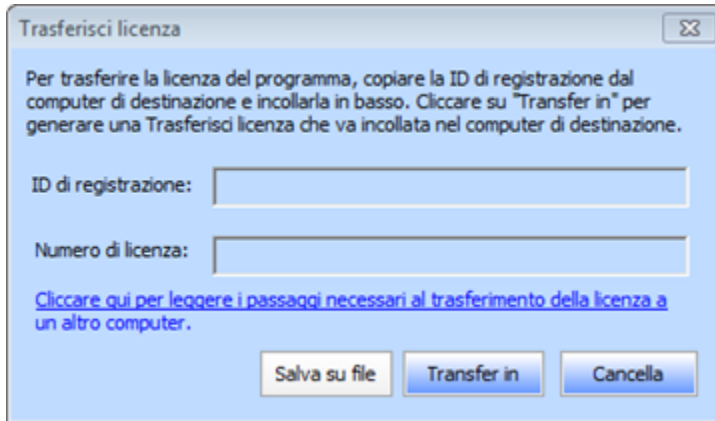 Trasferisci licenza
Per trasferire la licenza del programma, copiare la ID di registrazione dal
computer di destinazione e incollarla in basso. Cliccare su "Transfer in" per
generare una Trasferisci licenza che va incollata nel computer di destinazione.
ID di registrazione:
Numero di licenza:
Cliccare qui per leggere i passaggi necessari al trasferimento della licenza a
un altro computer.
Salva su file Transfer in Cancella